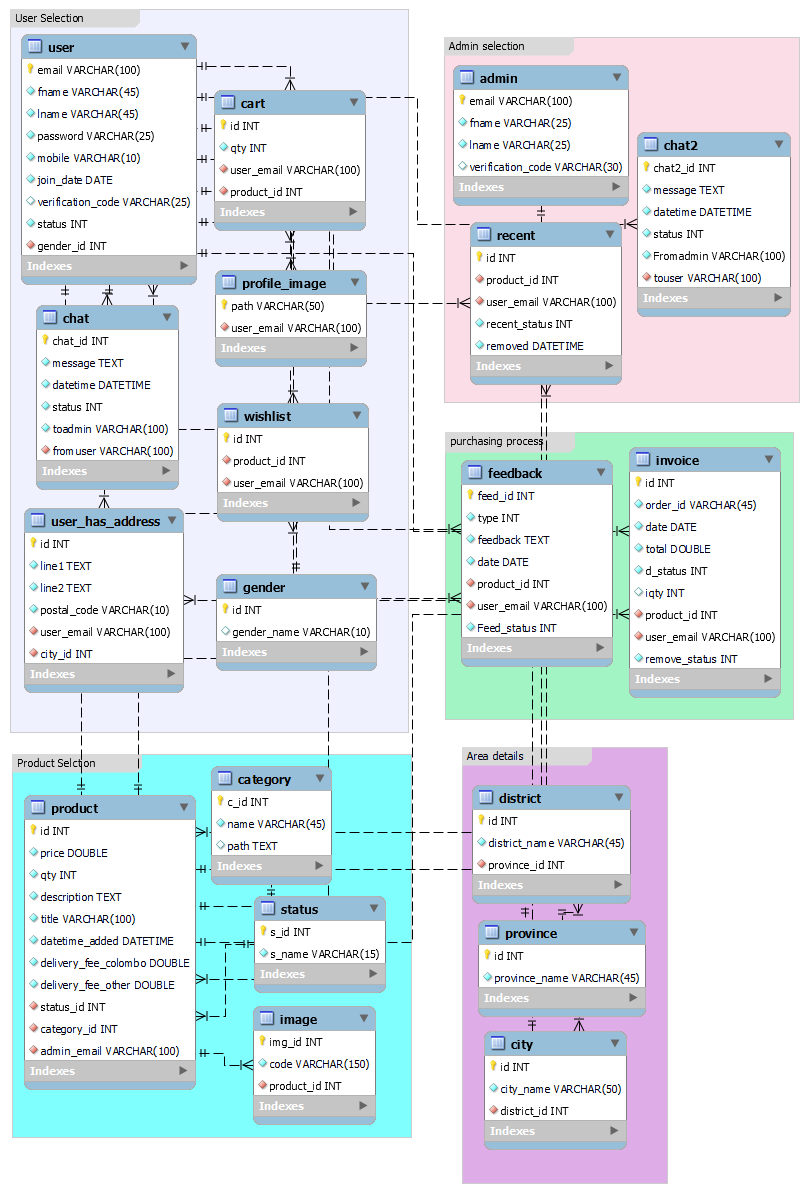 User Selection
user
email VARCHAR(100)
fname VARCHAR(45)
lname VARCHAR(45)
password VARCHAR(25)
mobile VARCHAR(10)
join_date DATE
verification_code VARCHAR(25)
status INT
gender_id INT
Indexes
cart
id INT
qty INT
user_email VARCHAR(100)
product_id INT
Indexes
profile_image
path VARCHAR(50)
user_email VARCHAR(100)
Indexes
chat
chat_id INT
message TEXT
datetime DATETIME
status INT
toadmin VARCHAR(100)
fromuser VARCHAR(100)
Indexes
wishlist
id INT
product_id INT
user_email VARCHAR(100)
Indexes
user_has_address
id INT
line1 TEXT
line2 TEXT
postal_code VARCHAR(10)
user_email VARCHAR(100)
city_id INT
Indexes
gender
id INT
gender_name VARCHAR(10)
Indexes
Admin selection
admin
email VARCHAR(100)
fname VARCHAR(25)
lname VARCHAR(25)
verification_code VARCHAR(30)
Indexes
chat2
chat2_id INT
message TEXT
datetime DATETIME
status INT
Fromadmin VARCHAR(100)
touser VARCHAR(100)
Indexes
recent
id INT
product_id INT
user_email VARCHAR(100)
recent_status INT
removed DATETIME
Indexes
purchasing process
feedback
feed_id INT
type INT
feedback TEXT
date DATE
product_id INT
user_email VARCHAR(100)
Feed_status INT
Indexes
invoice
id INT
order_id VARCHAR(45)
date DATE
total DOUBLE
d_status INT
iqty INT
product_id INT
user_email VARCHAR(100)
remove_status INT
Indexes
Product Selction
product
id INT
price DOUBLE
qty INT
description TEXT
title VARCHAR(100)
datetime_added DATETIME
delivery_fee_colombo DOUBLE
delivery_fee_other DOUBLE
status_id INT
category_id INT
admin_email VARCHAR(100)
Indexes
category
c_id INT
name VARCHAR(45)
path TEXT
Indexes
status
s_id INT
s_name VARCHAR(15)
Indexes
image
img_id INT
code VARCHAR(150)
product_id INT
Indexes
Area details
district
id INT
district_name VARCHAR(45)
province_id INT
Indexes
province
id INT
province_name VARCHAR(45)
Indexes
city
id INT
city_name VARCHAR(50)
district_id INT
Indexes